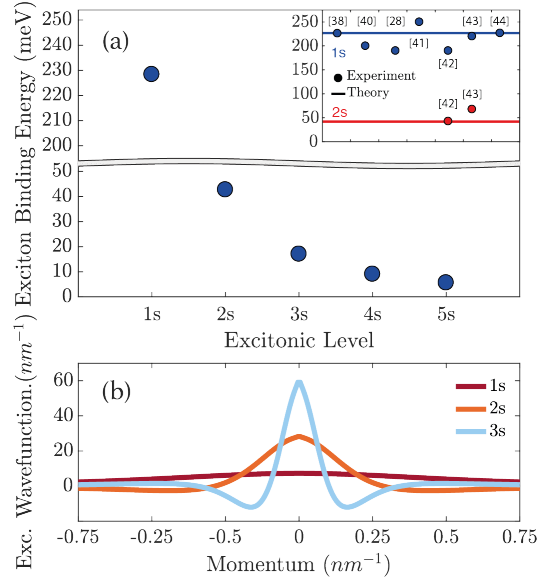 (a)
Exciton Binding Energy (meV)
250
240
230
220
210
200
50
40
30
20
10
0
1s
2s
3s
4s
5s
Excitonic Level
250
200
150
100
50
0
[38]
[40]
[28]
[41]
[42]
[43]
[44]
1s
Experiment
Theory
2s
[42]
[43]
(b)
Exc. Wavefunction.(nm⁻¹)
60
40
20
0
1s
2s
3s
-0.75
-0.25
-0.25
0
0.25
0.5
0.75
Momentum (nm⁻¹)